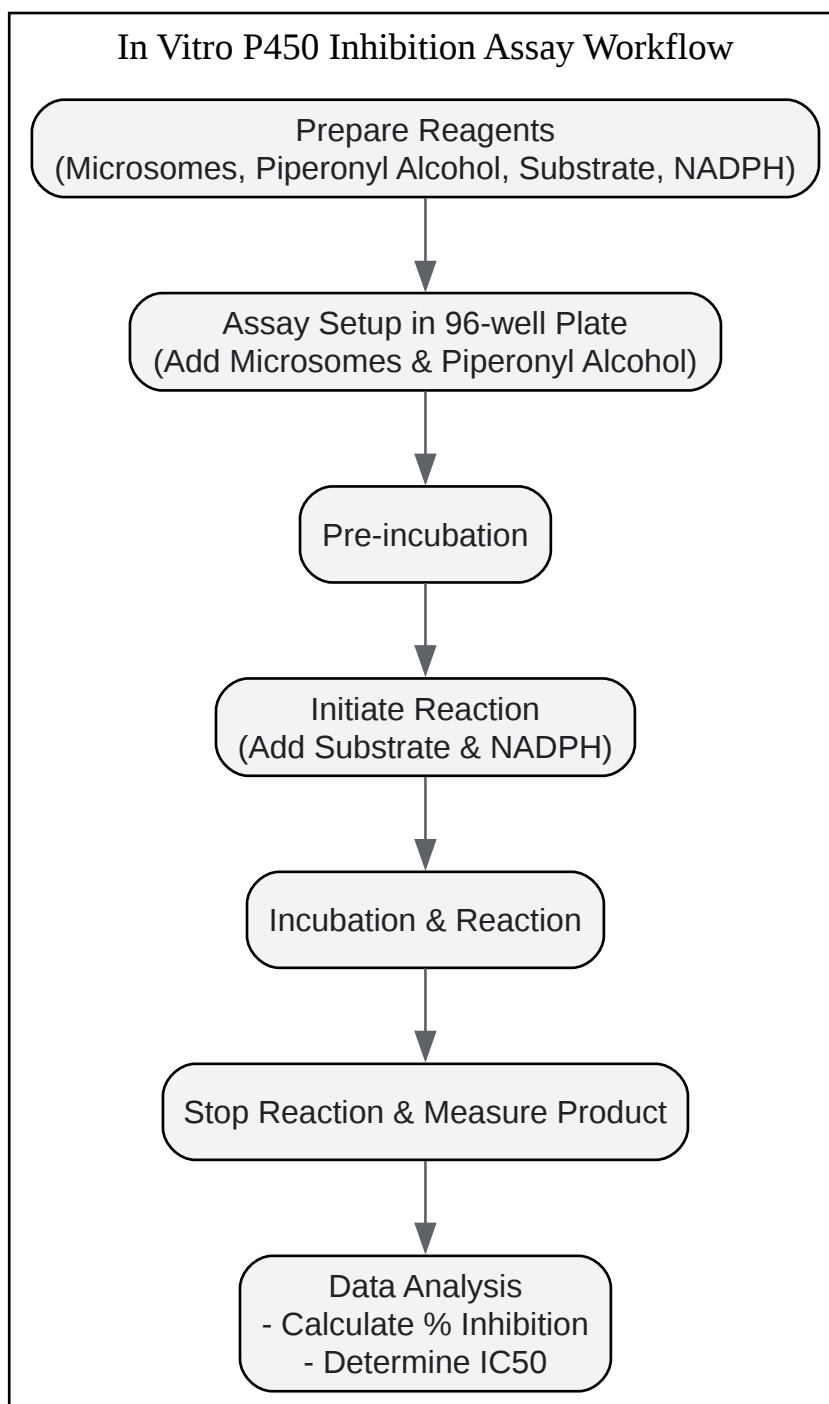 In Vitro P450 Inhibition Assay Workflow
Prepare Reagents
(Microsomes, Piperonyl Alcohol, Substrate, NADPH)
Assay Setup in 96-well Plate
(Add Microsomes & Piperonyl Alcohol)
Pre-incubation
Initiate Reaction
(Add Substrate & NADPH)
Incubation & Reaction
Stop Reaction & Measure Product
Data Analysis
- Calculate % Inhibition
- Determine IC50